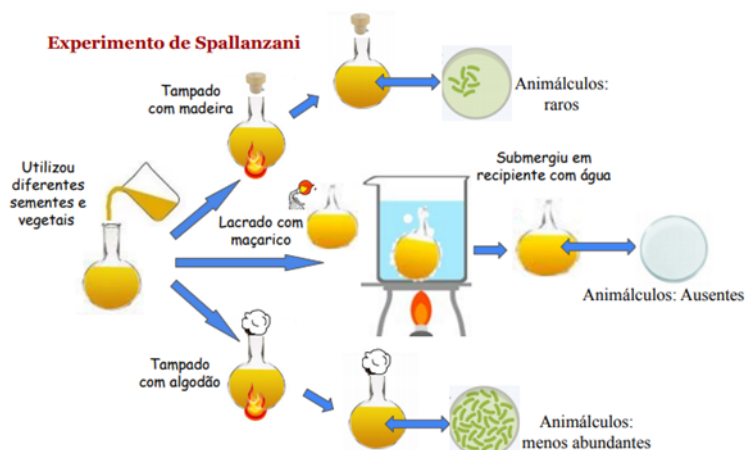 Experimento de Spallanzani
Tampado
com madeira
Animálculos:
raros
Utilizou
diferentes
sementes e
vegetais
Lacrado com
maçarico
Submergiu em
recipiente com água
Animálculos: Ausentes
Tampado
com algodão
Animálculos:
menos abundantes